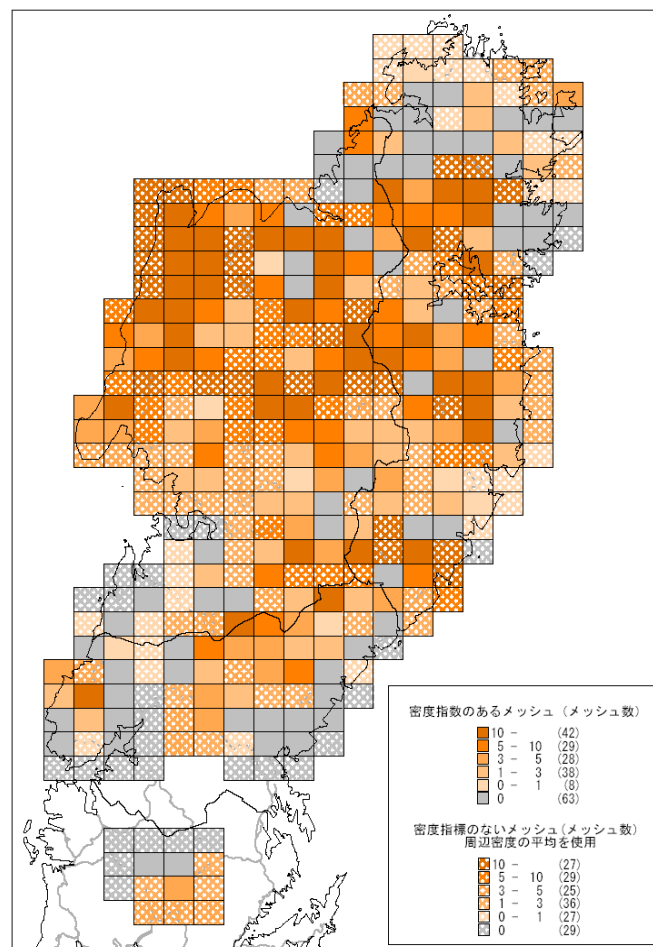 密度指数のあるメッシュ（メッシュ数）
10 - (42)
5 - 10 (29)
3 - 5 (28)
1 - 3 (38)
0 - 1 (8)
0 (63)
密度指標のないメッシュ(メッシュ数)
周辺密度の平均を使用
10 - (27)
5 - 10 (29)
3 - 5 (25)
1 - 3 (36)
0 - 1 (27)
0 (29)